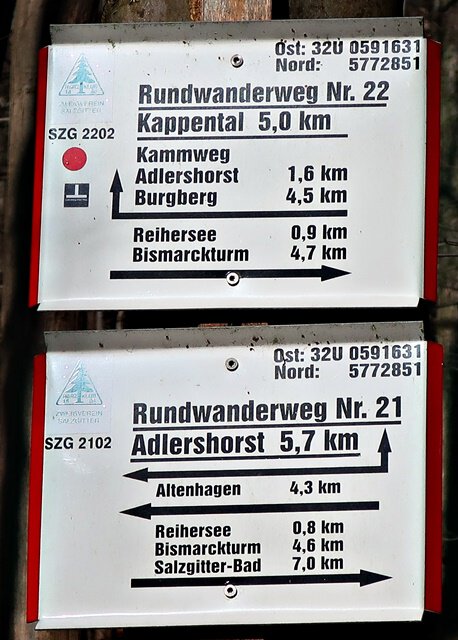 Ost: 32U 0591631
Nord: 5772851
Rundwanderweg Nr. 22
SZG 2202
Kappental 5,0 km
Kammweg
Adlershorst 1,6 km
Burgberg 4,5 km
Reihersee 0,9 km
Bismarckturm 4,7 km
Ost: 32U 0591631
Nord: 5772851
Rundwanderweg Nr. 21
SZG 2102
Adlershorst 5,7 km
Altenhagen 4,3 km
Reihersee 0,8 km
Bismarckturm 4,6 km
Salzgitter-Bad 7,0 km